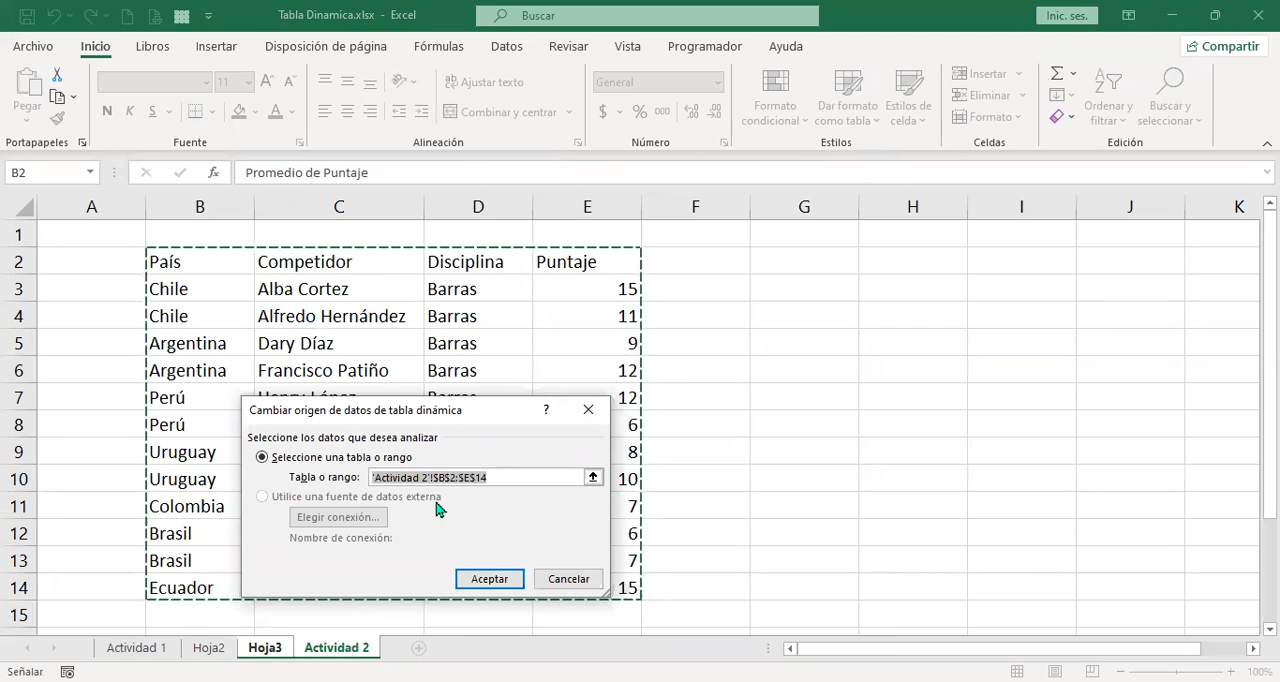 Tabla Dinamica.xlsx - Excel
Buscar
Inic. ses.
Archivo Inicio Libros Insertar Disposición de página Fórmulas Datos Revisar Vista Programador Ayuda Compartir
Pegar
Portapapeles
11
N K S
Fuente
Ajustar texto
Combinar y centrar
Alineación
General
$ % 000
Número
Formato condicional
Dar formato como tabla
Estilos de celda
Estilos
Insertar
Eliminar
Formato
Celdas
Ordenar y filtrar
Buscar y seleccionar
Edición
B2 fx Promedio de Puntaje
A B C D E F G H I J K
1
2 País Competidor Disciplina Puntaje
3 Chile Alba Cortez Barras 15
4 Chile Alfredo Hernández Barras 11
5 Argentina Dary Díaz Barras 9
6 Argentina Francisco Patiño Barras 12
7 Perú Henry López Barras 12
8 Perú 6
9 Uruguay 8
10 Uruguay 10
11 Colombia 7
12 Brasil 6
13 Brasil 7
14 Ecuador 15
15
Cambiar origen de datos de tabla dinámica ?
Seleccione los datos que desea analizar
Seleccione una tabla o rango
Tabla o rango: 'Actividad 2'!$B$2:$E$14
Utilice una fuente de datos externa
Elegir conexión...
Nombre de conexión:
Aceptar Cancelar
Actividad 1 Hoja2 Hoja3 Actividad 2
Señalar 100%